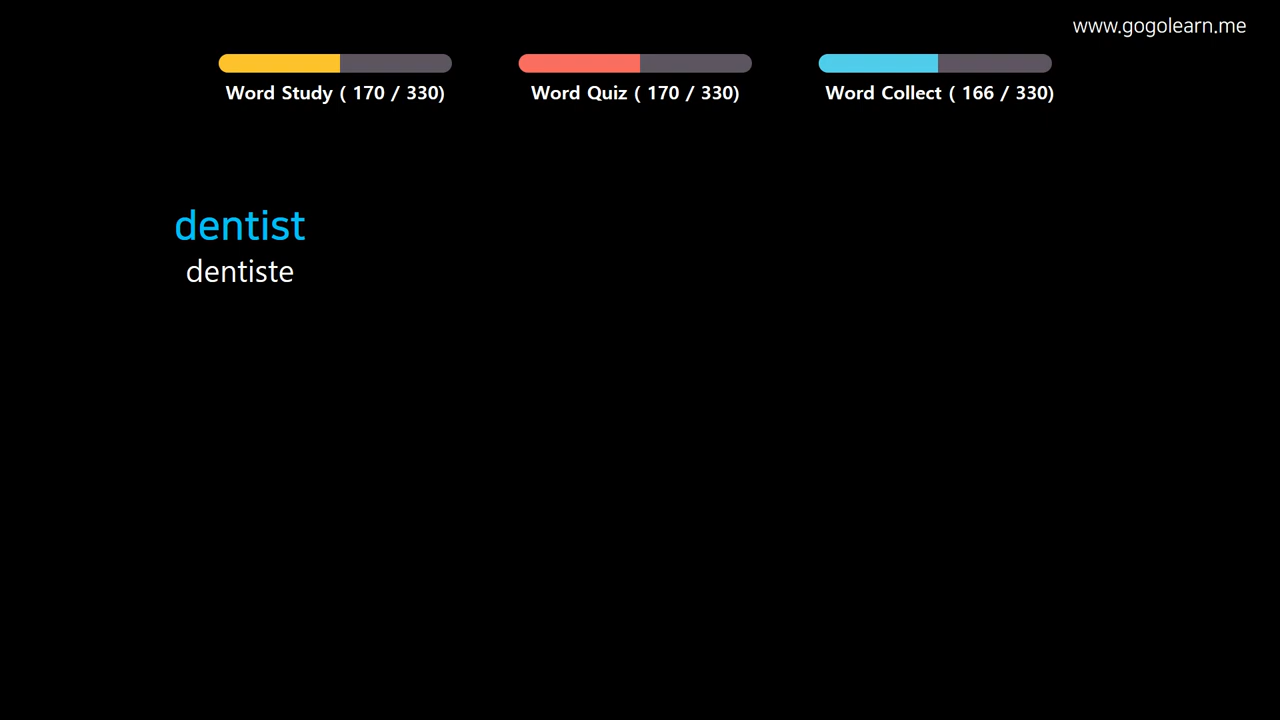 www.gogolearn.me
Word Study ( 170 / 330)
Word Quiz ( 170 / 330)
Word Collect ( 166 / 330)
dentist
dentiste